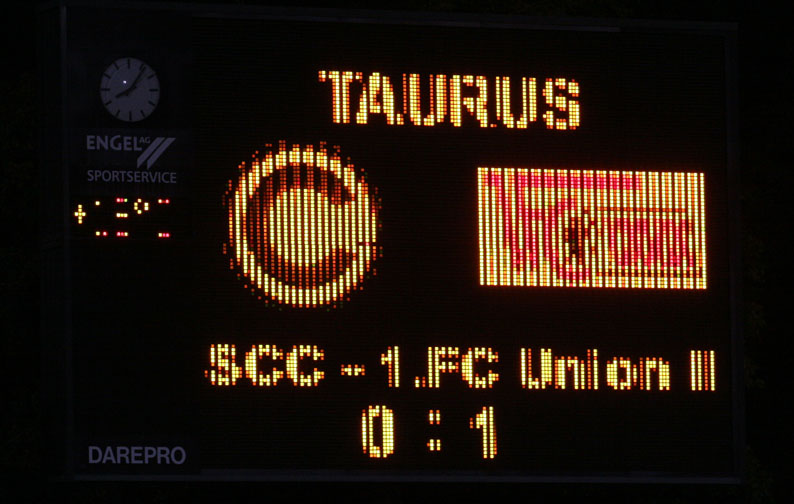 TAURUS
ENGEL AG
SPORTSERVICE
SCC - 1.FC Union II
0 : 1
DAREPRO